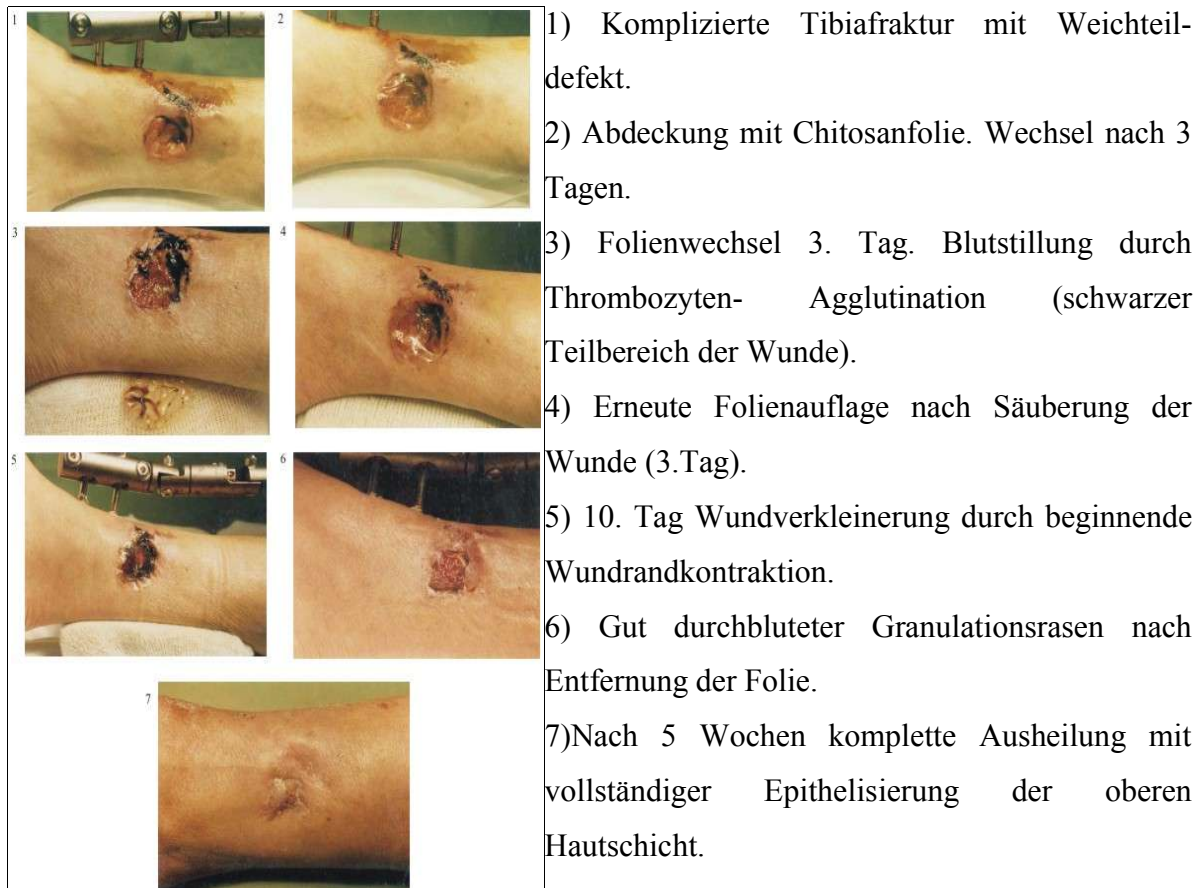 1
2
3
4
5
6
7
1) Komplizierte Tibiafraktur mit Weichteil-
defekt.
2) Abdeckung mit Chitosanfolie. Wechsel nach 3
Tagen.
3) Folienwechsel 3. Tag. Blutstillung durch
Thrombozyten- Agglutination (schwarzer
Teilbereich der Wunde).
4) Erneute Folienauflage nach Säuberung der
Wunde (3.Tag).
5) 10. Tag Wundverkleinerung durch beginnende
Wundrandkontraktion.
6) Gut durchbluteter Granulationsrasen nach
Entfernung der Folie.
7)Nach 5 Wochen komplette Ausheilung mit
vollständiger Epithelisierung der oberen
Hautschicht.